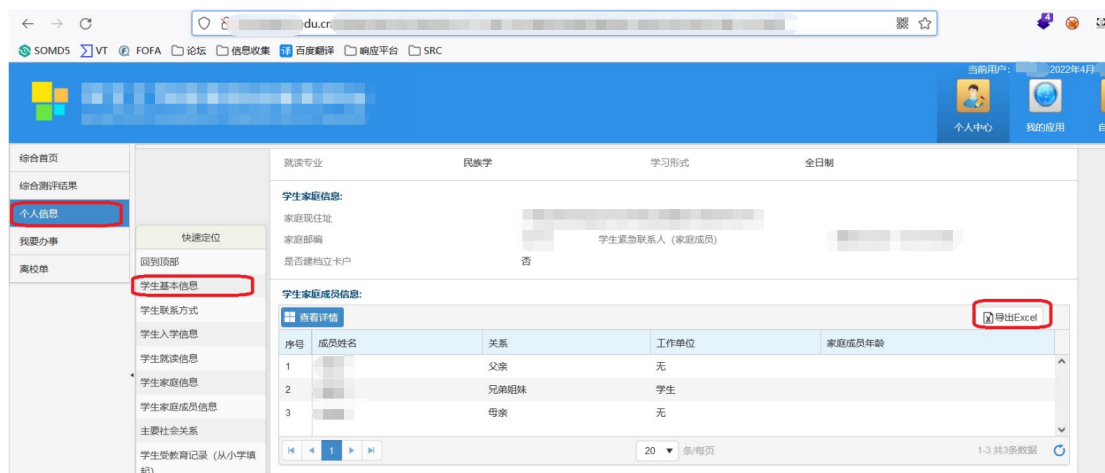 du.cn
SOMD5 VT FOFA 论坛 信息收集 译 百度翻译 响应平台 SRC
当前用户: 2022年4月
个人中心 我的应用 自
综合首页
综合测评结果
个人信息
我要办事
离校单
快速定位
回到顶部
学生基本信息
学生联系方式
学生入学信息
学生就读信息
学生家庭信息
学生家庭成员信息
主要社会关系
学生受教育记录 (从小学填
起)
就读专业 民族学 学习形式 全日制
学生家庭信息:
家庭现住址
家庭邮编 学生紧急联系人 (家庭成员)
是否建档立卡户 否
学生家庭成员信息:
查看详情 导出Excel
序号 成员姓名 关系 工作单位 家庭成员年龄
1 父亲 无
2 兄弟姐妹 学生
3 母亲 无
1 20 条/每页 1-3 共3条数据